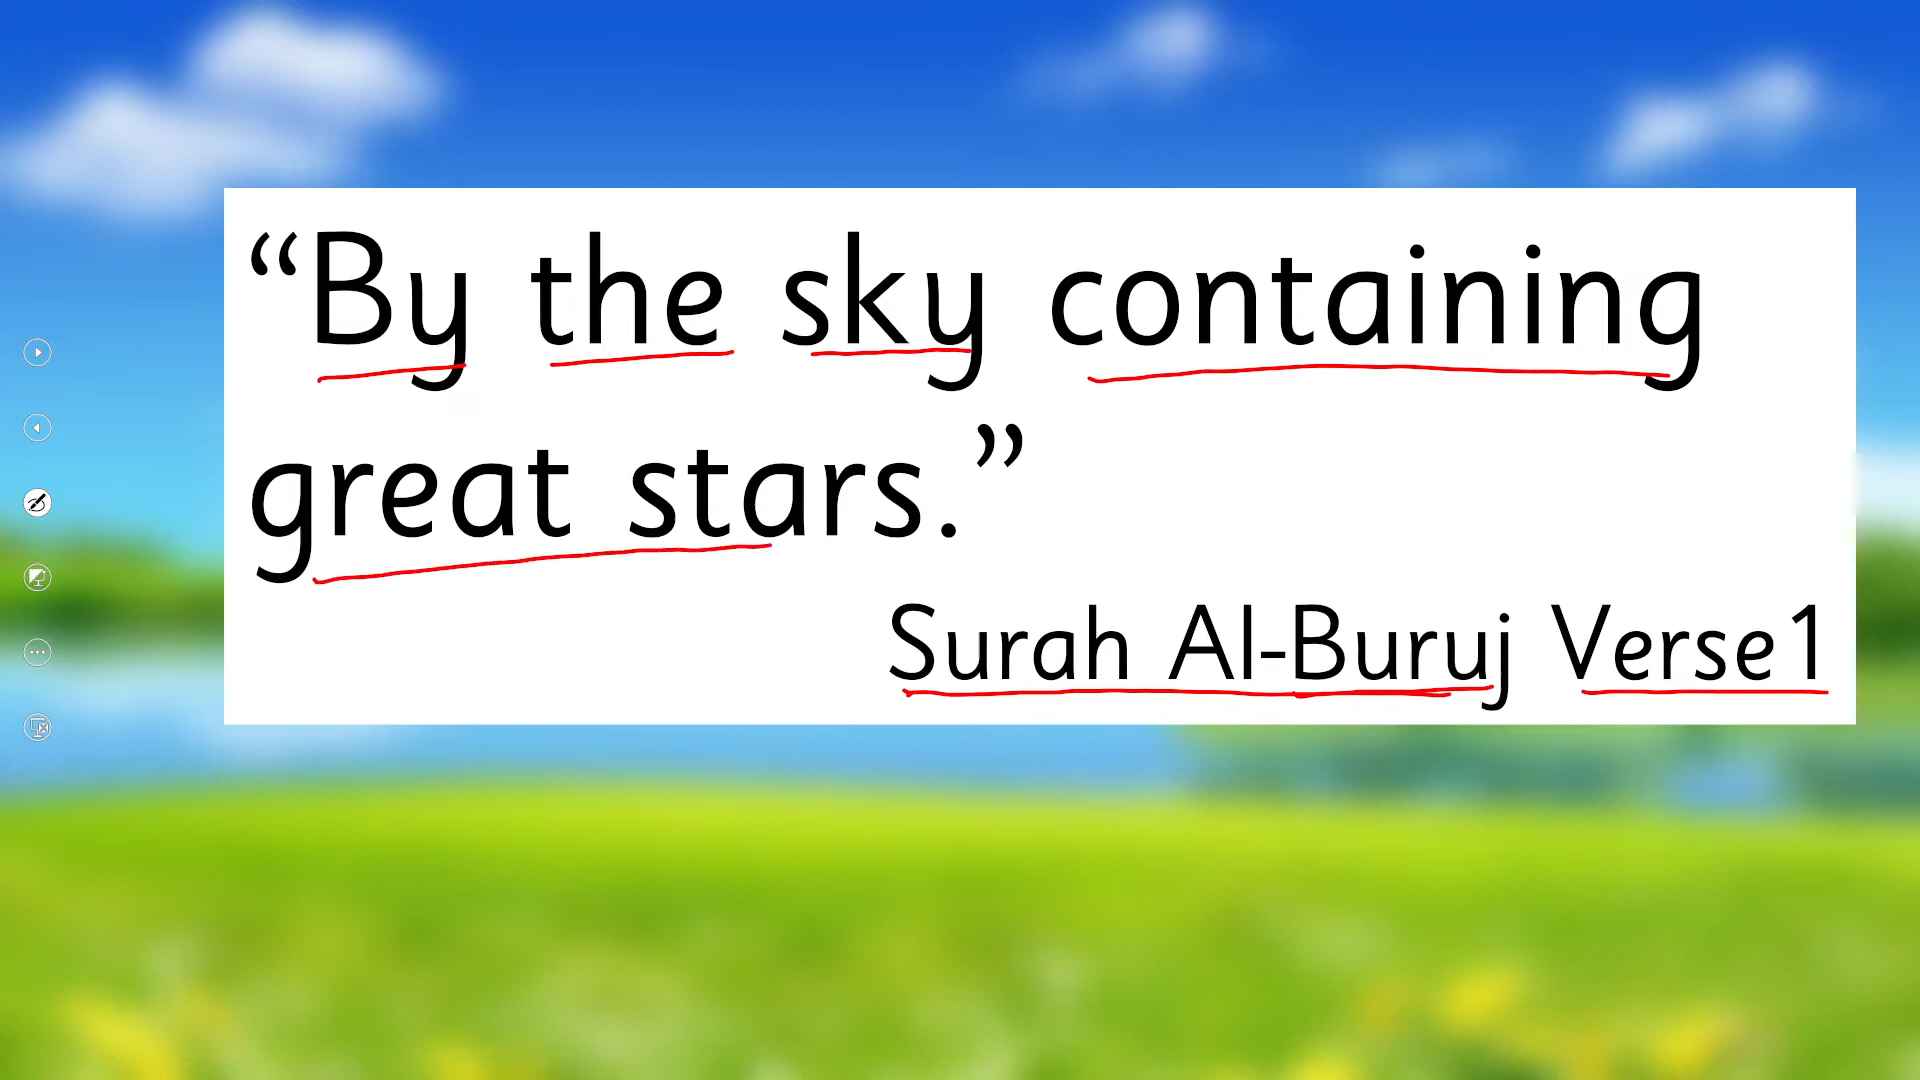 “By the sky containing
great stars.”
Surah Al-Buruj Verse1